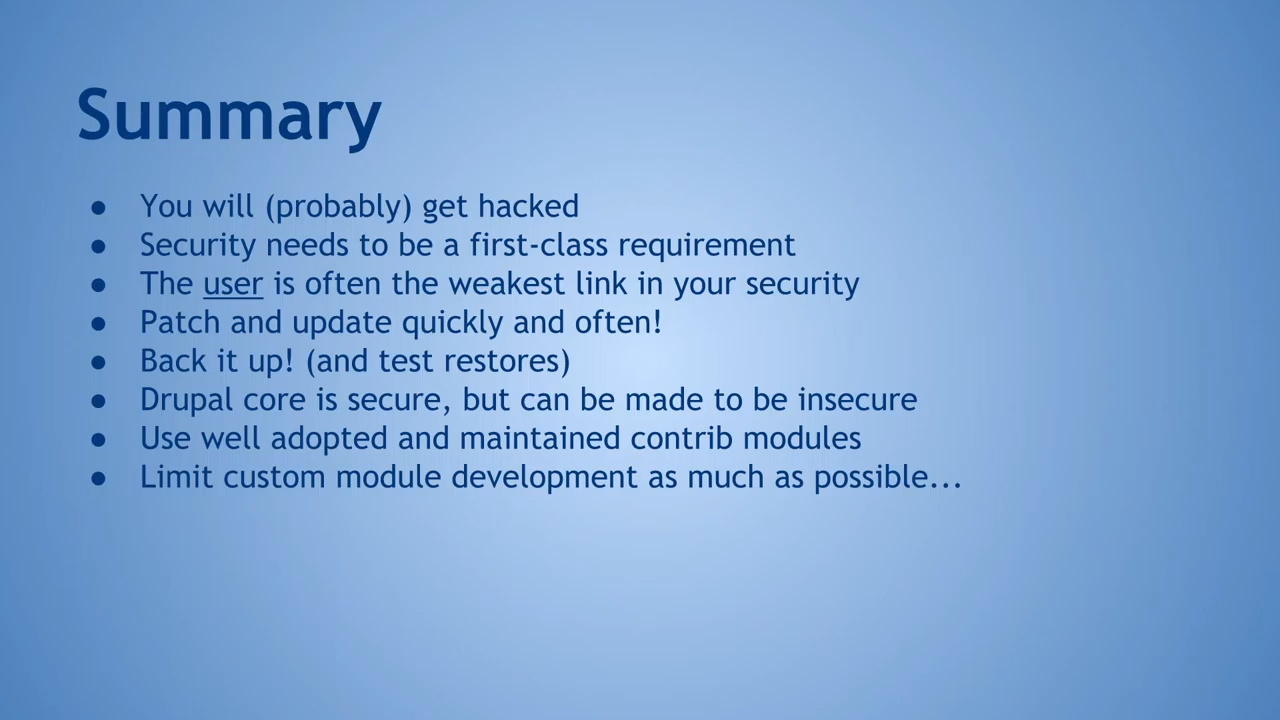 Summary
● You will (probably) get hacked
● Security needs to be a first-class requirement
● The user is often the weakest link in your security
● Patch and update quickly and often!
● Back it up! (and test restores)
● Drupal core is secure, but can be made to be insecure
● Use well adopted and maintained contrib modules
● Limit custom module development as much as possible...